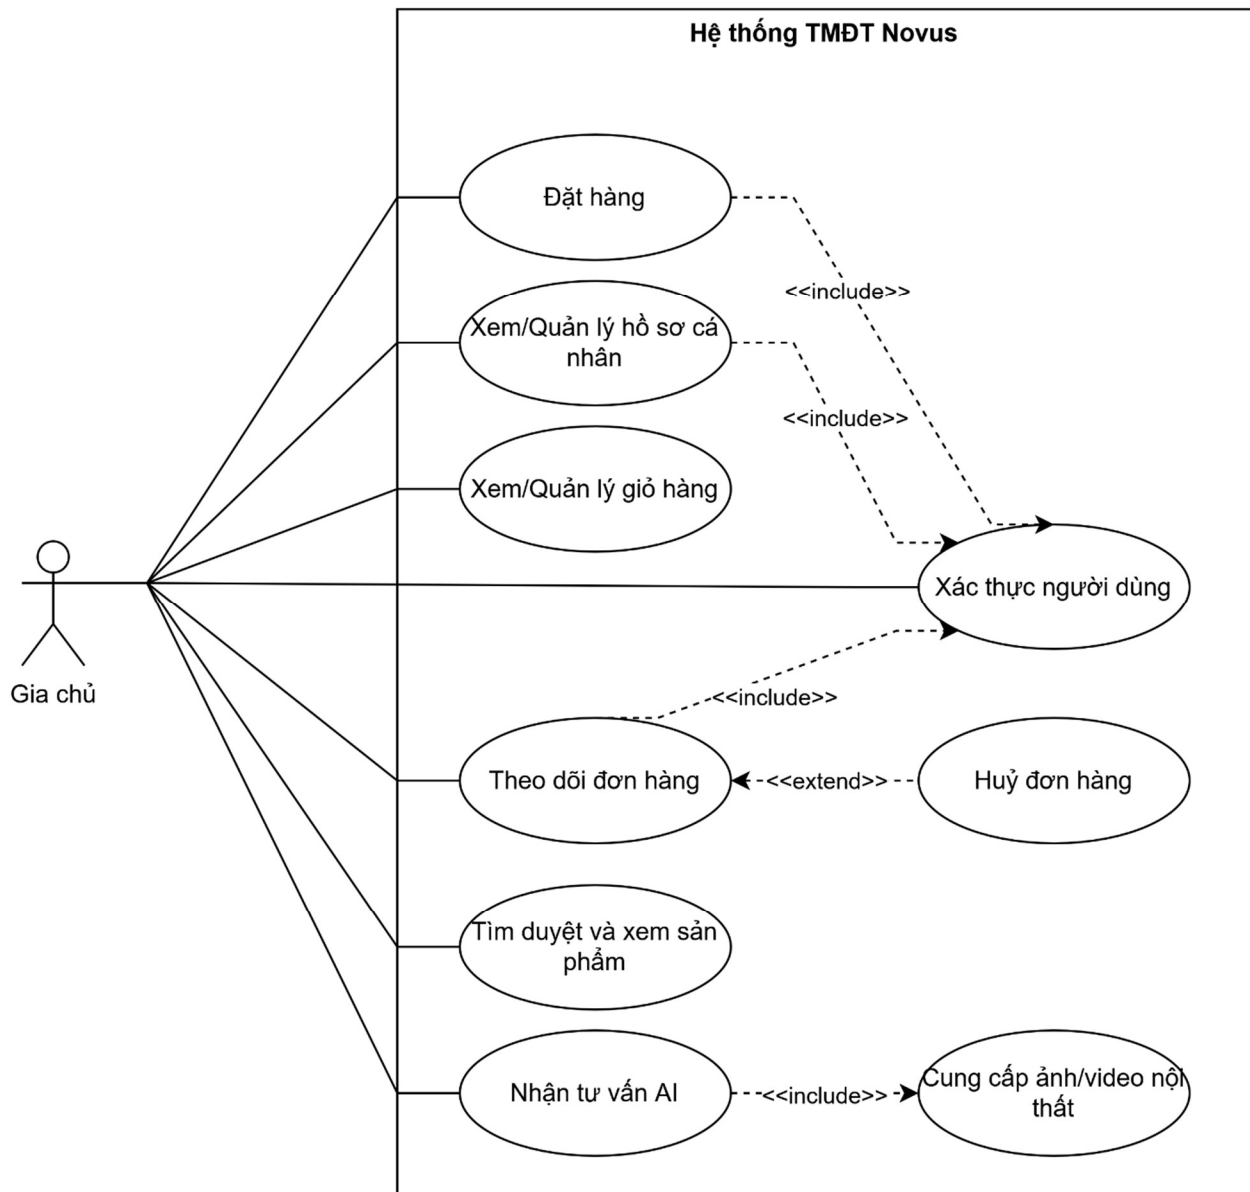 Hệ thống TMĐT Novus
Đặt hàng
<<include>>
Xem/Quản lý hồ sơ cá
nhân
<<include>>
Xem/Quản lý giỏ hàng
Xác thực người dùng
Gia chủ
<<include>>
Theo dõi đơn hàng
<<extend>>
Huỷ đơn hàng
Tìm duyệt và xem sản
phẩm
Nhận tư vấn AI
<<include>>
Cung cấp ảnh/video nội
thất